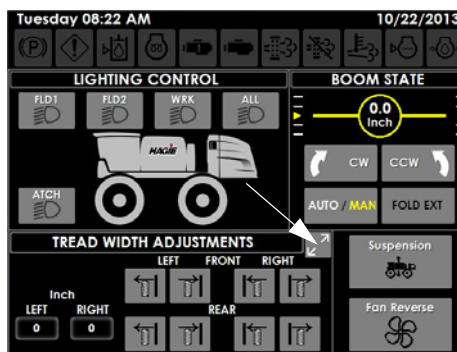 Tuesday 08:22 AM 10/22/2013
LIGHTING CONTROL
BOOM STATE
FLD1 FLD2 WRK ALL
0.0
Inch
HAGIE
CW CCW
ATCH
AUTO / MAN FOLD EXT
TREAD WIDTH ADJUSTMENTS
Suspension
LEFT FRONT RIGHT
Inch
LEFT RIGHT
REAR
0 0
Fan Reverse